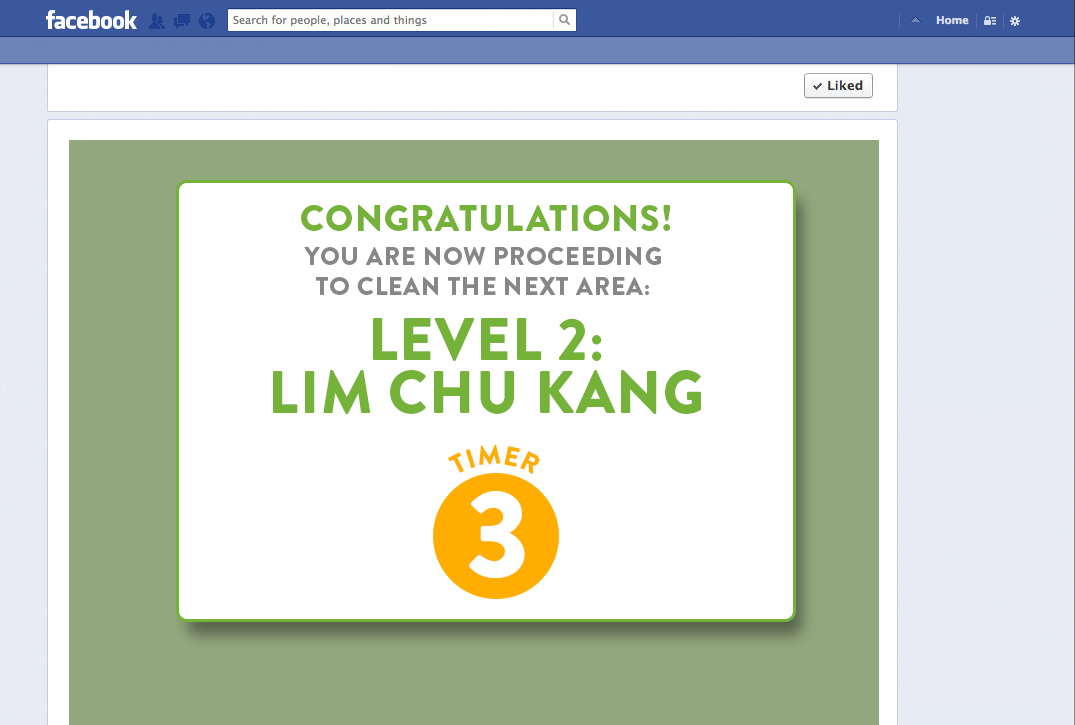 facebook
Search for people, places and things
Home
Liked
CONGRATULATIONS!
YOU ARE NOW PROCEEDING
TO CLEAN THE NEXT AREA:
LEVEL 2:
LIM CHU KANG
TIMER
3